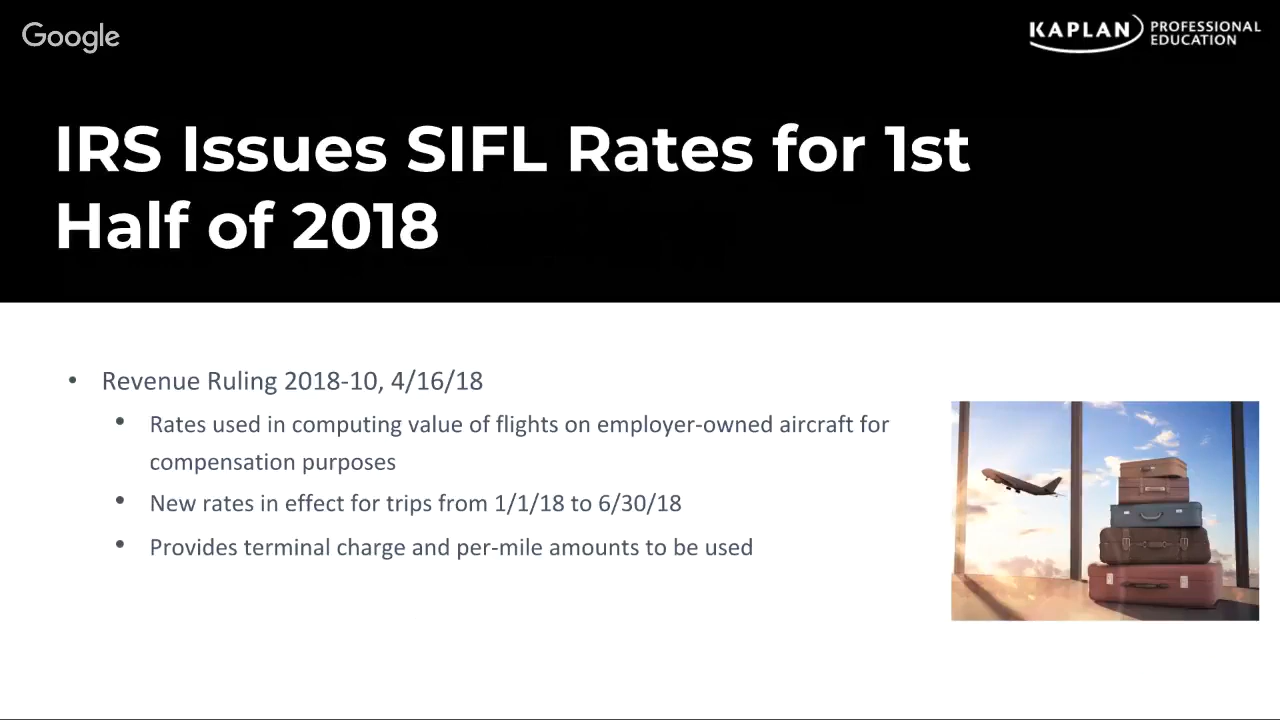 Google
KAPLAN PROFESSIONAL
EDUCATION
IRS Issues SIFL Rates for 1st
Half of 2018
• Revenue Ruling 2018-10, 4/16/18
• Rates used in computing value of flights on employer-owned aircraft for
compensation purposes
• New rates in effect for trips from 1/1/18 to 6/30/18
• Provides terminal charge and per-mile amounts to be used